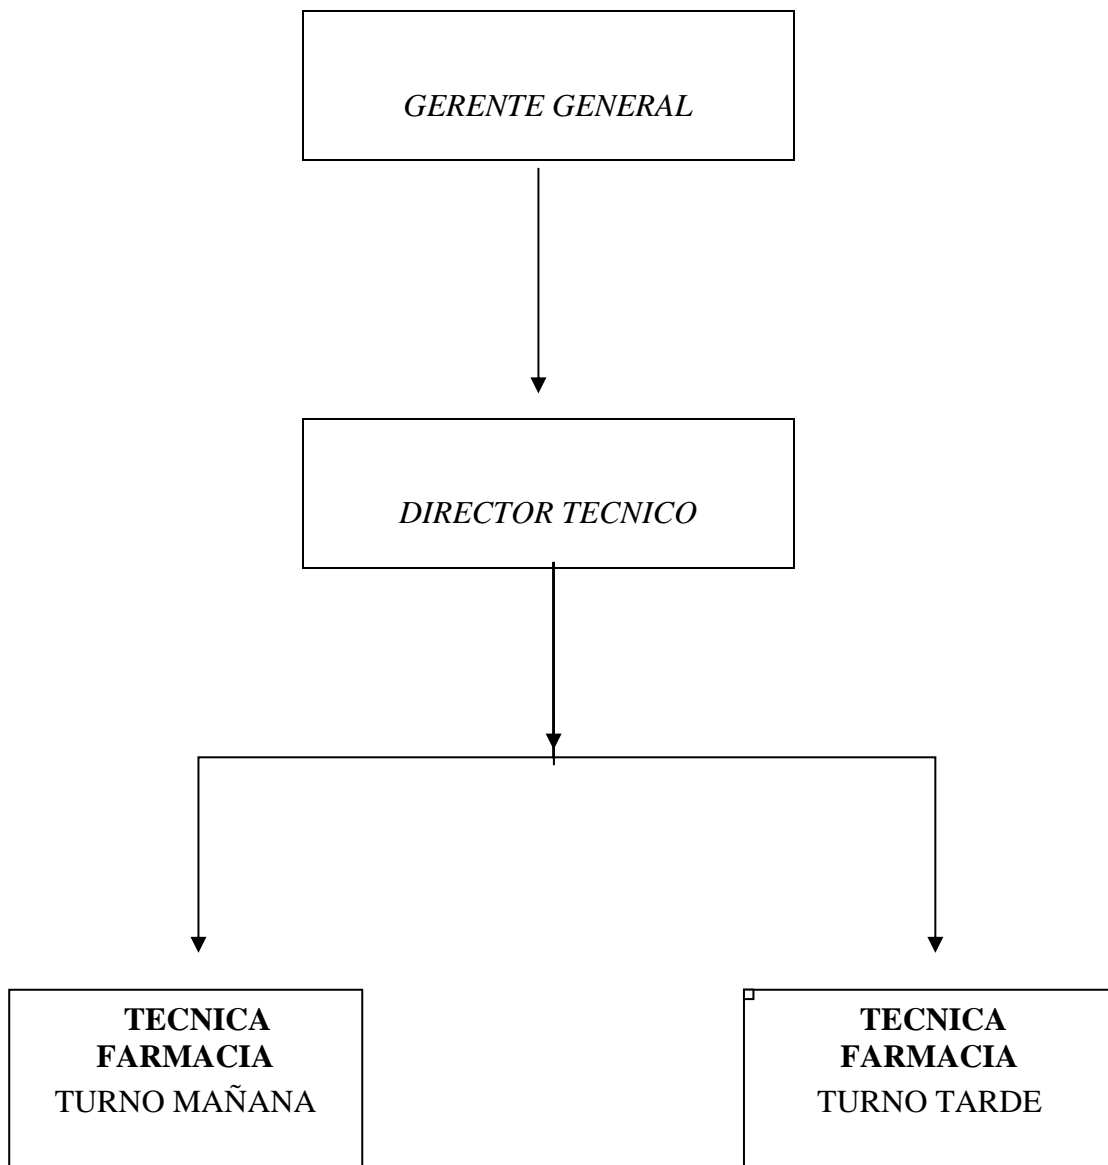 GERENTE GENERAL
DIRECTOR TECNICO
TECNICA
FARMACIA
TURNO MAÑANA
TECNICA
FARMACIA
TURNO TARDE